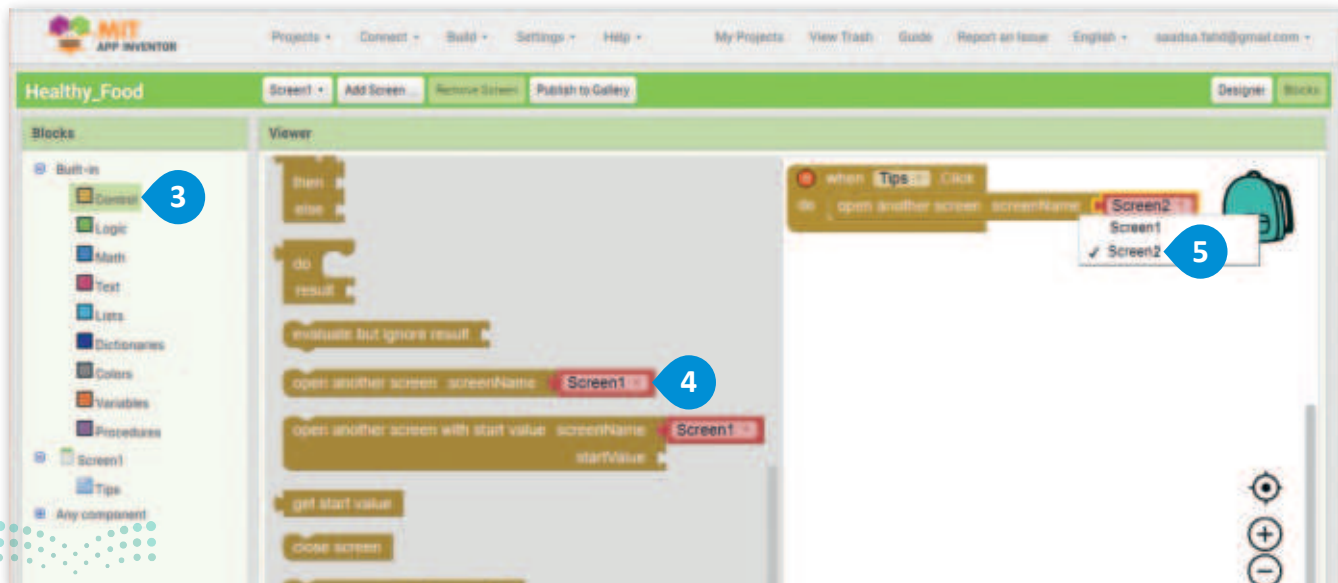 MIT
APP INVENTOR
Projects
Connect
Build
Settings
Help
My Projects
View Trash
Guide
Report an Issue
English
Healthy_Food
Screen1
Add Screen ...
Remove Screen
Publish to Gallery
Designer
Blocks
Blocks
Viewer
Built-in
Control
3
Logic
Math
Text
Lists
Dictionaries
Colors
Variables
Procedures
Screen1
Tips
Any component
then
else
do
result
evaluate but ignore result
open another screen screenName Screen1
4
open another screen with start value screenName Screen1
startValue
get start value
close screen
when Tips .Click
do open another screen screenName Screen2
Screen1
✓ Screen2
5